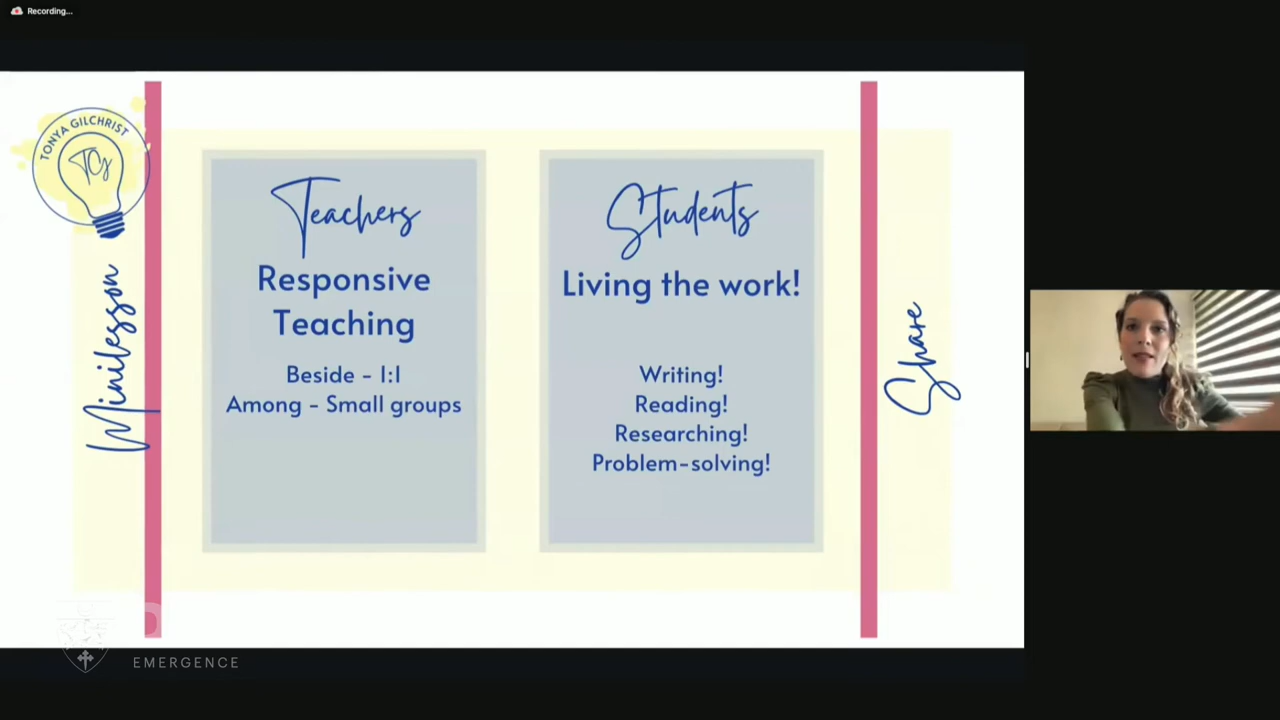 Recording...
TONYA GILCHRIST
TG
Minilesson
Teachers
Responsive
Teaching
Beside - 1:1
Among - Small groups
Students
Living the work!
Writing!
Reading!
Researching!
Problem-solving!
Share
EMERGENCE